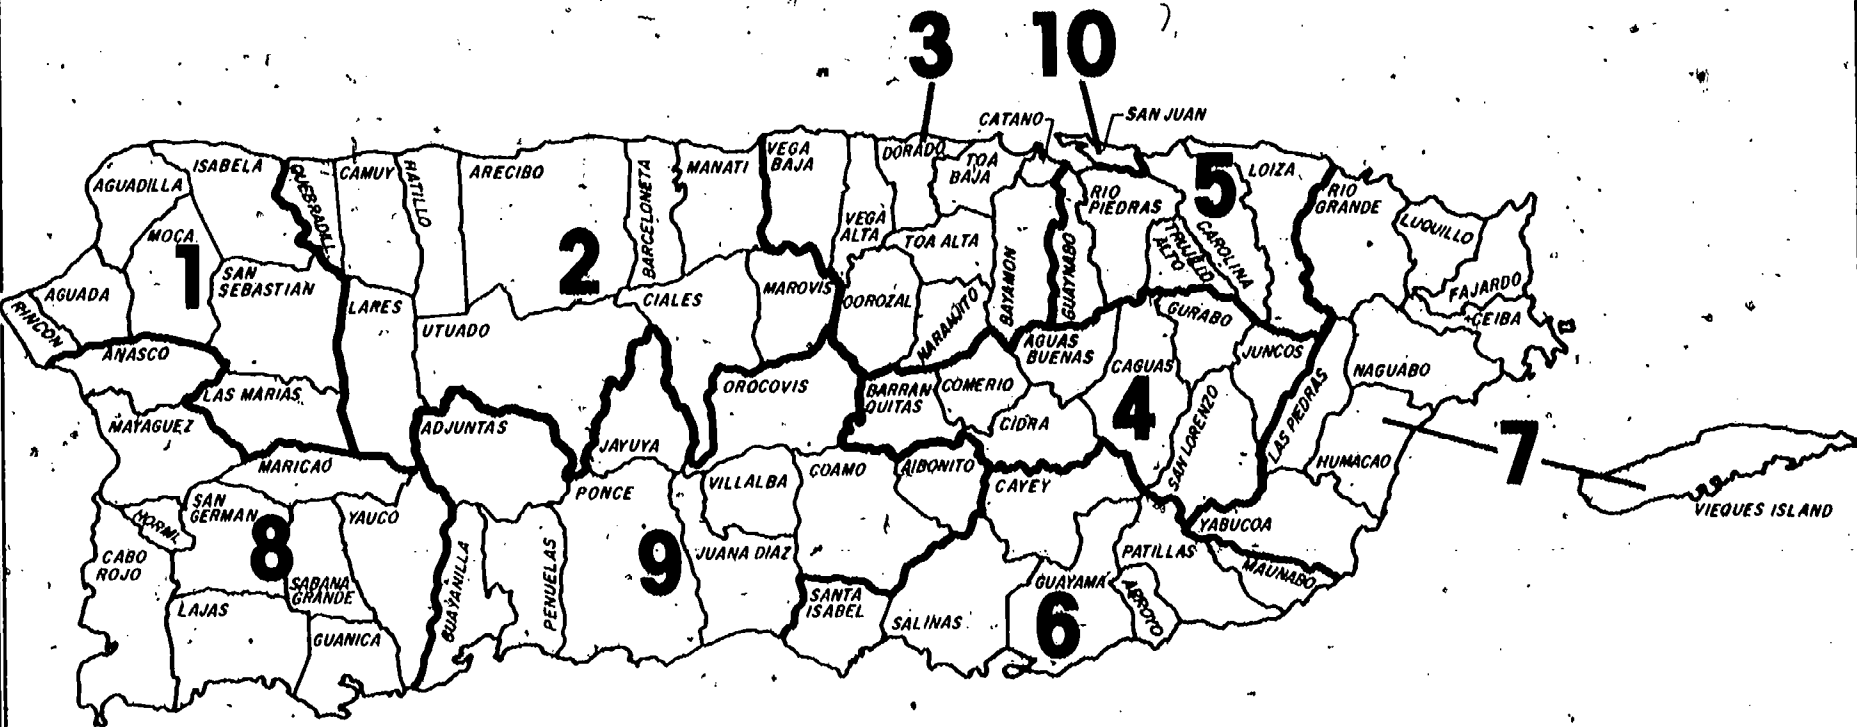 3
10
CATANO
SAN JUAN
AGUADILLA
ISABELA
QUEBRADILL
CAMUY
HATILLO
ARECIBO
BARCELONETA
MANATI
VEGA
BAJA
DORADO
TOA
BAJA
RIO
PIEDRAS
5
LOIZA
RIO
GRANDE
LUQUILLO
MOCA
1
2
VEGA
ALTA
TOA ALTA
BAYAMON
GUAYNABO
TRUJILLO
ALTO
CAROLINA
FAJARDO
CEIBA
RINCON
AGUADA
SAN
SEBASTIAN
LARES
UTUADO
CIALES
MOROVIS
COROZAL
NARANJITO
GURABO
ANASCO
LAS MARIAS
OROCOVIS
BARRAN
QUITAS
COMERIO
AGUAS
BUENAS
CAGUAS
JUNCOS
NAGUABO
MAYAGUEZ
ADJUNTAS
JAYUYA
CIDRA
4
SAN LORENZO
LAS PIEDRAS
7
HUMACAO
MARICAO
PONCE
VILLALBA
COAMO
AIBONITO
CAYEY
VIEQUES ISLAND
HORMI.
SAN
GERMAN
YAUCO
8
9
JUANA DIAZ
PATILLAS
YABUCOA
MAUNABO
CABO
ROJO
LAJAS
SABANA
GRANDE
GUANICA
GUAYANILLA
PENUELAS
SANTA
ISABEL
SALINAS
GUAYAMA
6
ARROYO